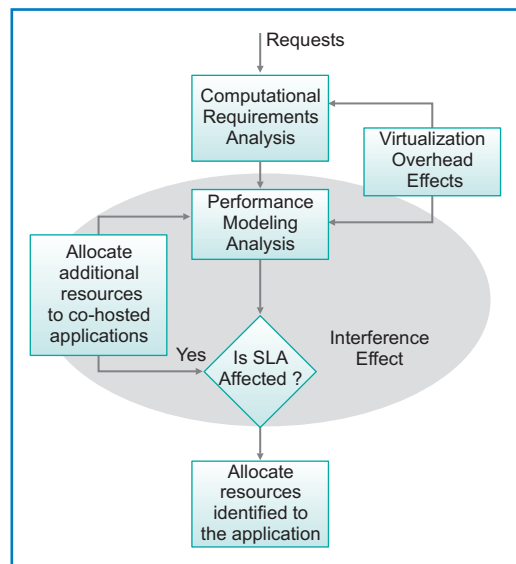 Requests
Computational
Requirements
Analysis
Virtualization
Overhead
Effects
Performance
Modeling
Analysis
Allocate
additional
resources
to co-hosted
applications
Interference
Effect
Yes
Is SLA
Affected ?
Allocate
resources
identified to
the application